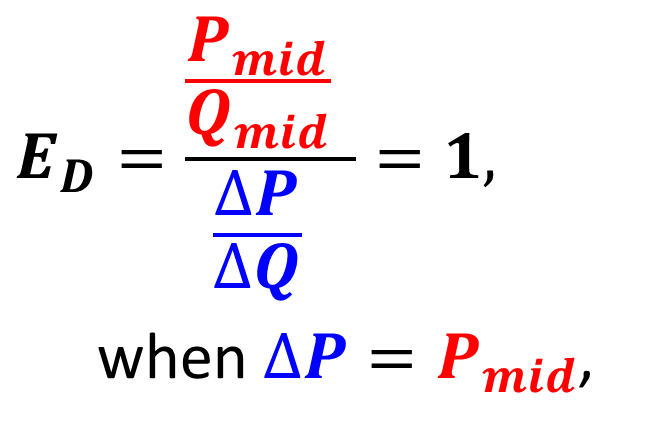 E_D = (P_mid / Q_mid) / (ΔP / ΔQ) = 1,
when ΔP = P_mid,